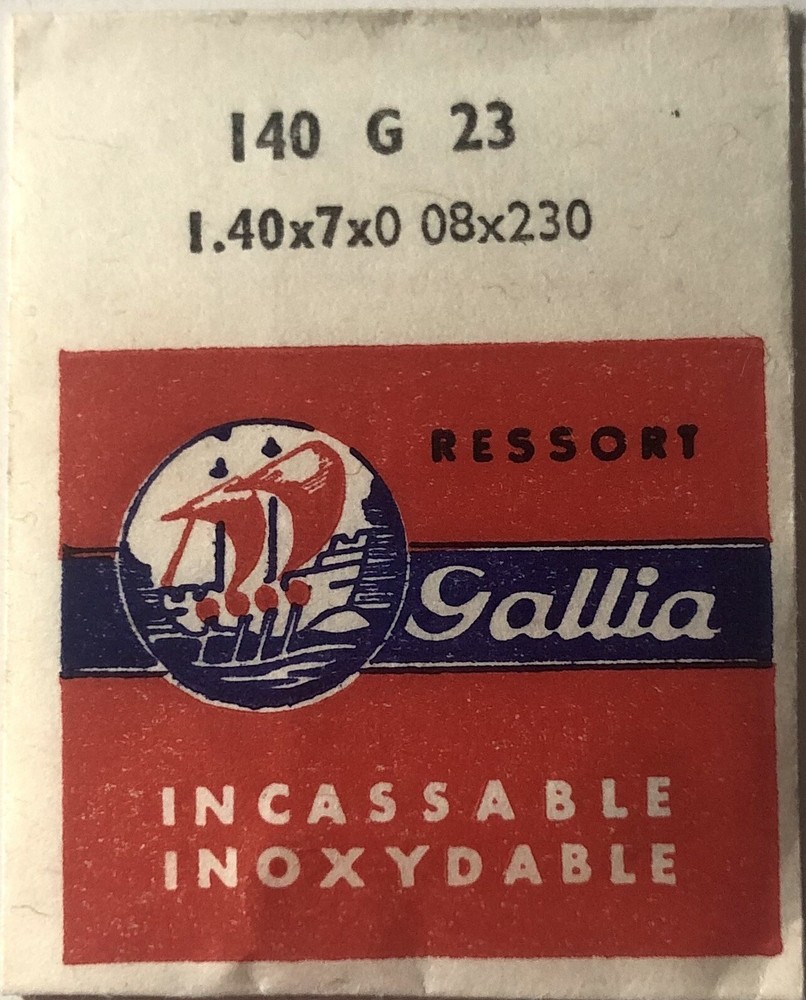 140 G 23
1.40x7x0 08x230
RESSORT
Gallia
INCASSABLE
INOXYDABLE